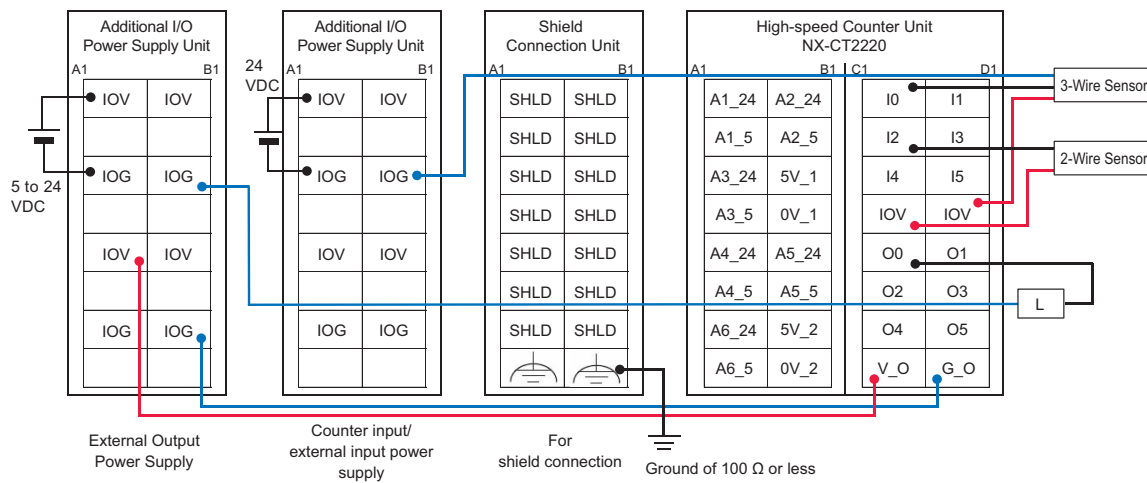 Additional I/O
Power Supply Unit
A1 B1
IOV IOV
IOG IOG
IOV IOV
IOG IOG
5 to 24
VDC
External Output
Power Supply
Additional I/O
Power Supply Unit
24
VDC
A1 B1
IOV IOV
IOG IOG
IOV IOV
IOG IOG
Counter input/
external input power
supply
Shield
Connection Unit
A1 B1
SHLD SHLD
SHLD SHLD
SHLD SHLD
SHLD SHLD
SHLD SHLD
SHLD SHLD
SHLD SHLD
For
shield connection
Ground of 100 Ω or less
High-speed Counter Unit
NX-CT2220
A1 B1 C1 D1
A1_24 A2_24 I0 I1
A1_5 A2_5 I2 I3
A3_24 5V_1 I4 I5
A3_5 0V_1 IOV IOV
A4_24 A5_24 O0 O1
A4_5 A5_5 O2 O3
A6_24 5V_2 O4 O5
A6_5 0V_2 V_O G_O
3-Wire Sensor
2-Wire Sensor
L